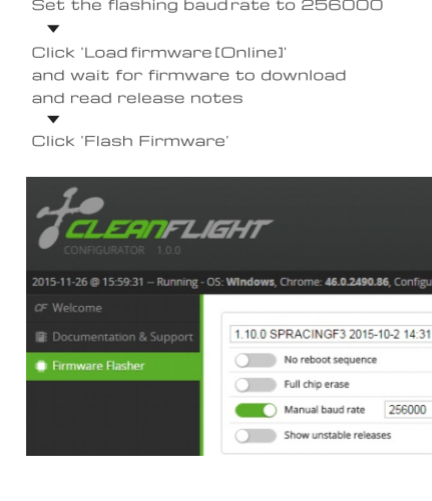 Set the flashing baud rate to 256000
Click 'Load firmware [Online]'
and wait for firmware to download
and read release notes
Click 'Flash Firmware'
CLEANFLIGHT
CONFIGURATOR 1.0.0
2015-11-26 @ 15:59:31 -- Running - OS: Windows, Chrome: 46.0.2490.86, Configu
CF Welcome
Documentation & Support
Firmware Flasher
1.10.0 SPRACINGF3 2015-10-2 14:31
No reboot sequence
Full chip erase
Manual baud rate 256000
Show unstable releases